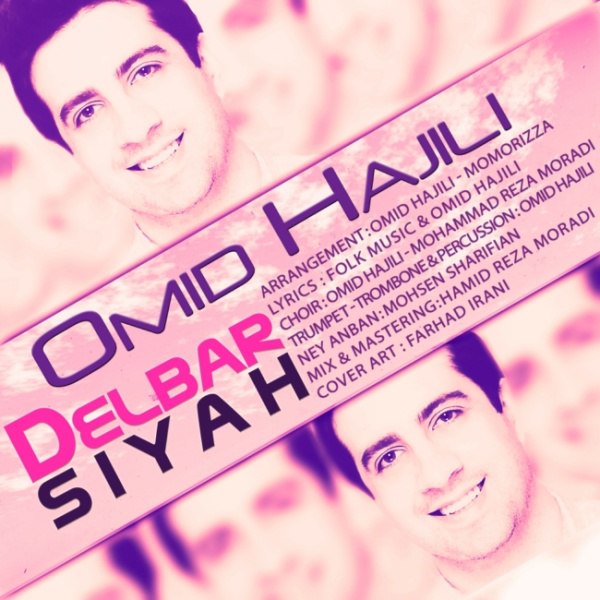 OMID HAJILI
DELBAR
SIYAH
ARRANGEMENT : OMID HAJILI - MOMORIZZA
LYRICS : FOLK MUSIC & OMID HAJILI
CHOIR : OMID HAJILI - MOHAMMAD REZA MORADI
TRUMPET - TROMBONE & PERCUSSION : OMID HAJILI
NEY ANBAN : MOHSEN SHARIFIAN
MIX & MASTERING : HAMID REZA MORADI
COVER ART : FARHAD IRANI